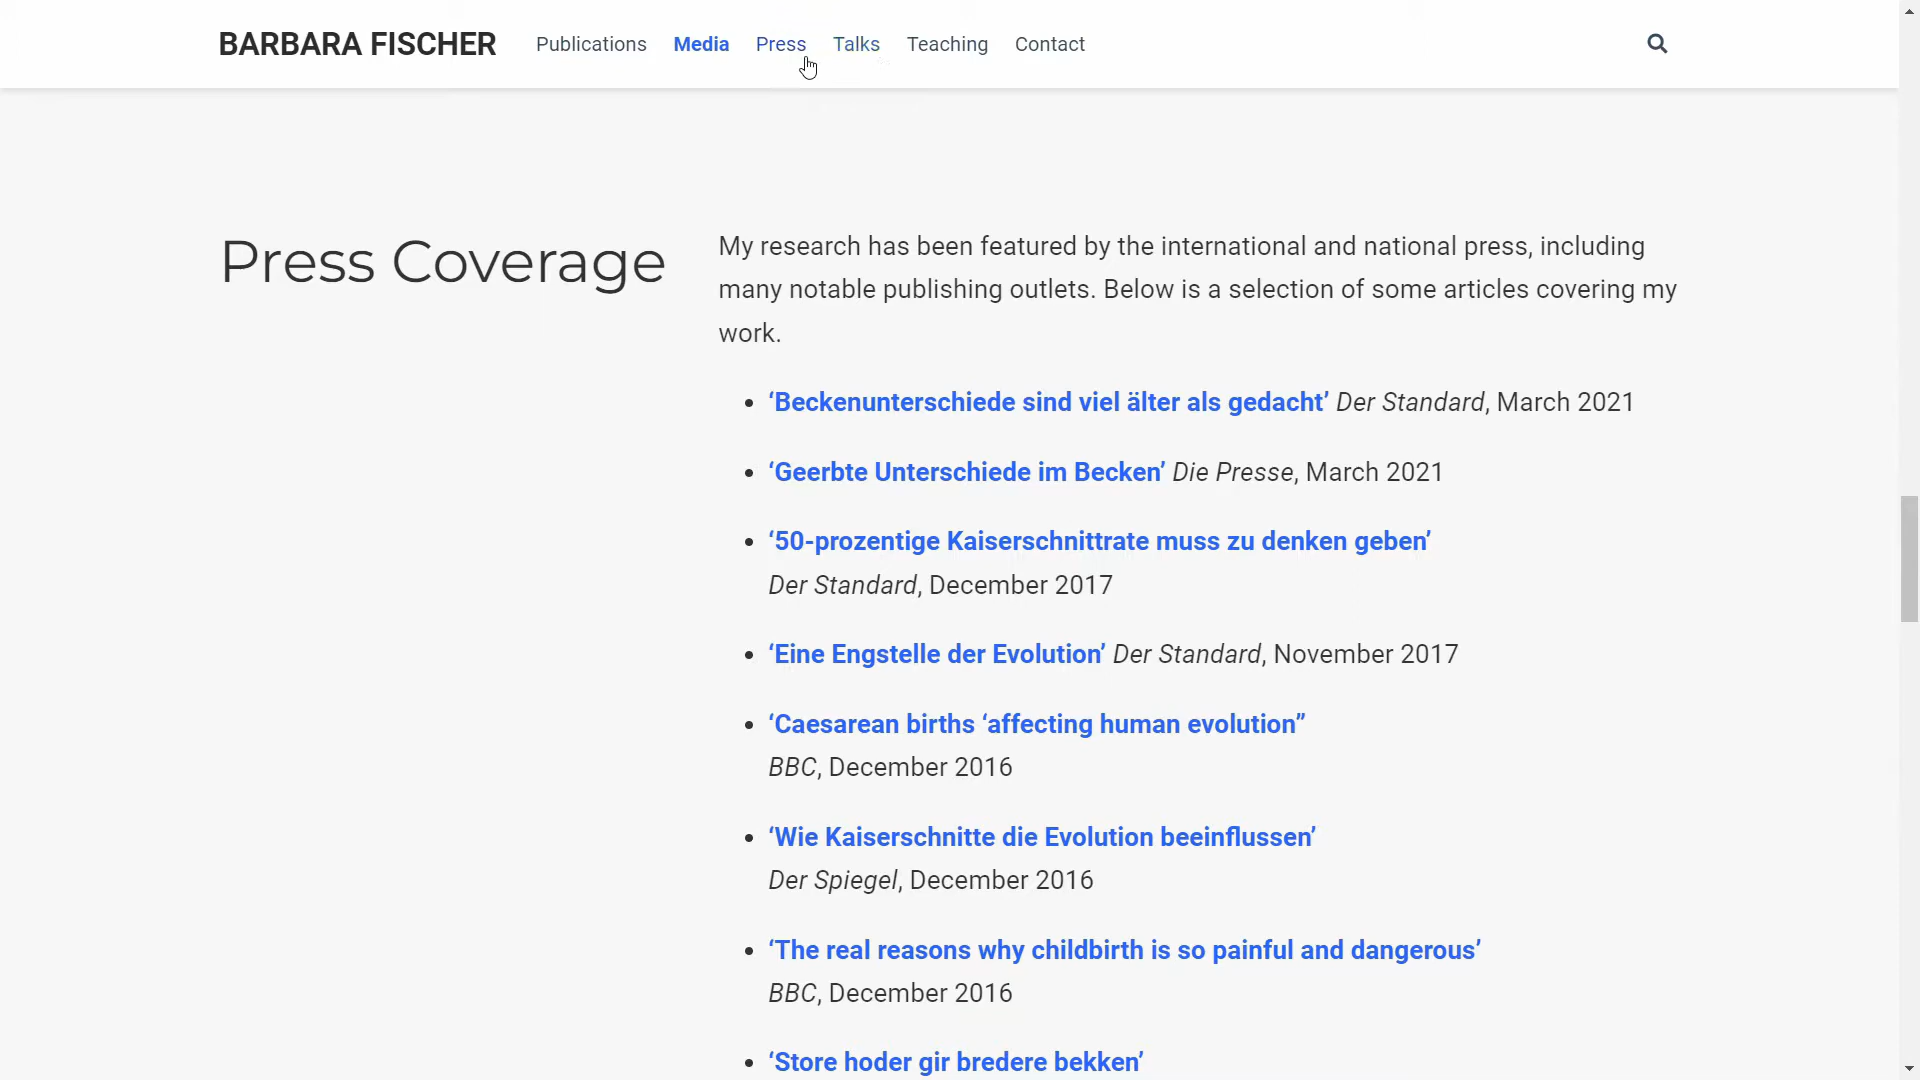 BARBARA FISCHER Publications Media Press Talks Teaching Contact
Press Coverage
My research has been featured by the international and national press, including
many notable publishing outlets. Below is a selection of some articles covering my
work.
‘Beckenunterschiede sind viel älter als gedacht’ Der Standard, March 2021
‘Geerbte Unterschiede im Becken’ Die Presse, March 2021
‘50-prozentige Kaiserschnittrate muss zu denken geben’
Der Standard, December 2017
‘Eine Engstelle der Evolution’ Der Standard, November 2017
‘Caesarean births ‘affecting human evolution’’
BBC, December 2016
‘Wie Kaiserschnitte die Evolution beeinflussen’
Der Spiegel, December 2016
‘The real reasons why childbirth is so painful and dangerous’
BBC, December 2016
‘Store hoder gir bredere bekken’